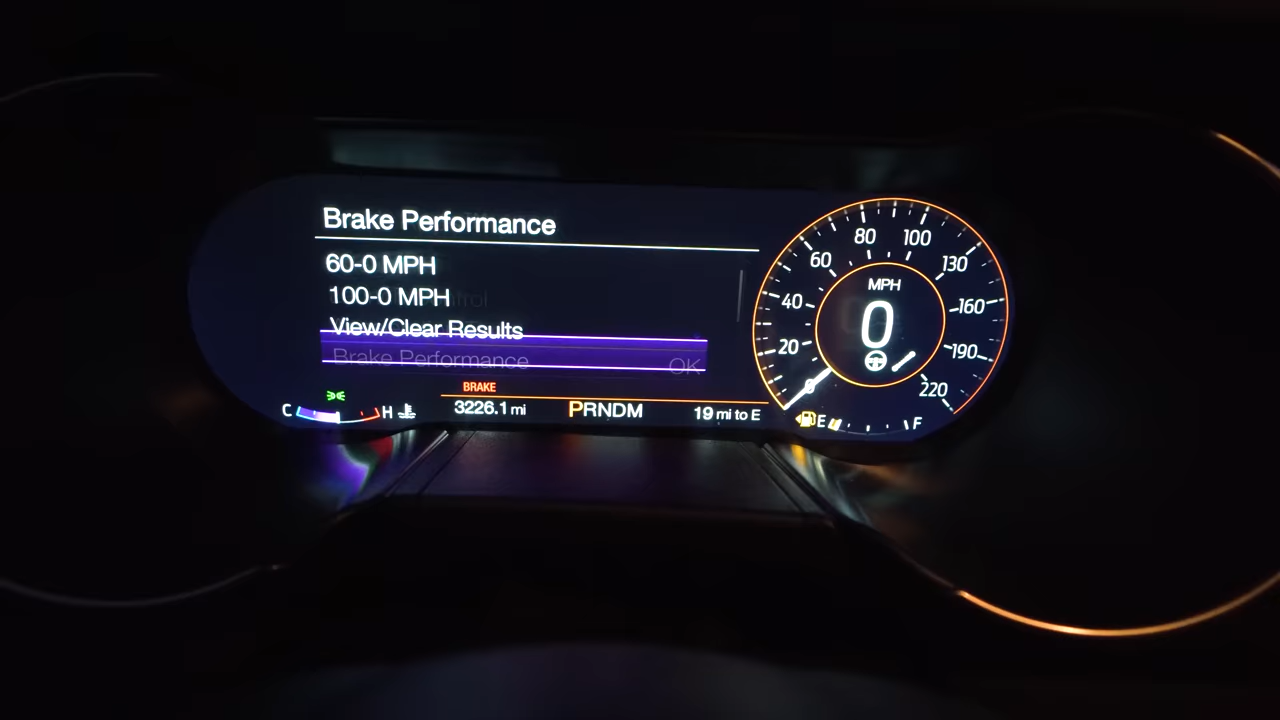 Brake Performance
60-0 MPH
100-0 MPH
View/Clear Results
Brake Performance OK
BRAKE
C H 3226.1 mi PRNDM 19 mi to E
MPH
0
0 20 40 60 80 100 130 160 190 220
E F